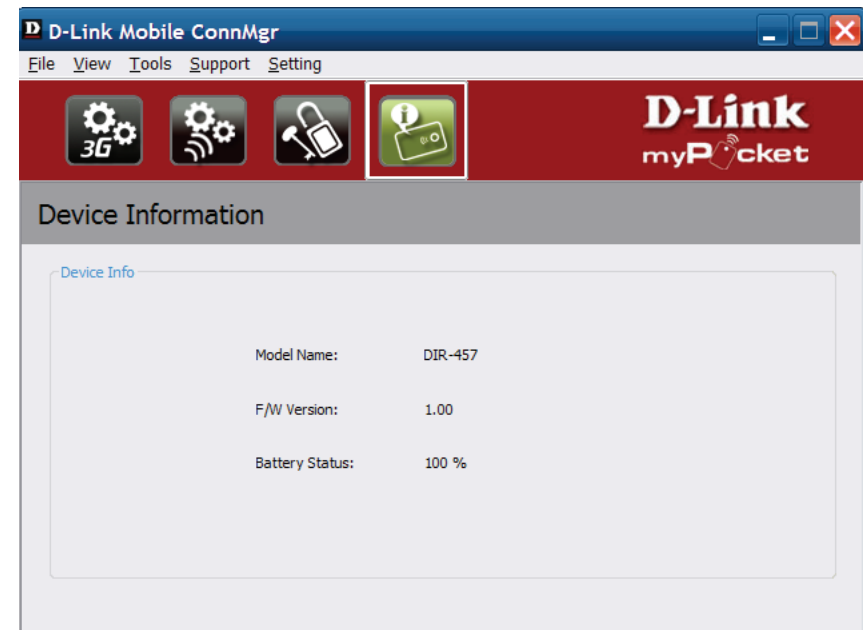 D D-Link Mobile ConnMgr
File View Tools Support Setting
3G
i
D-Link
myPocket
Device Information
Device Info
Model Name: DIR-457
F/W Version: 1.00
Battery Status: 100 %